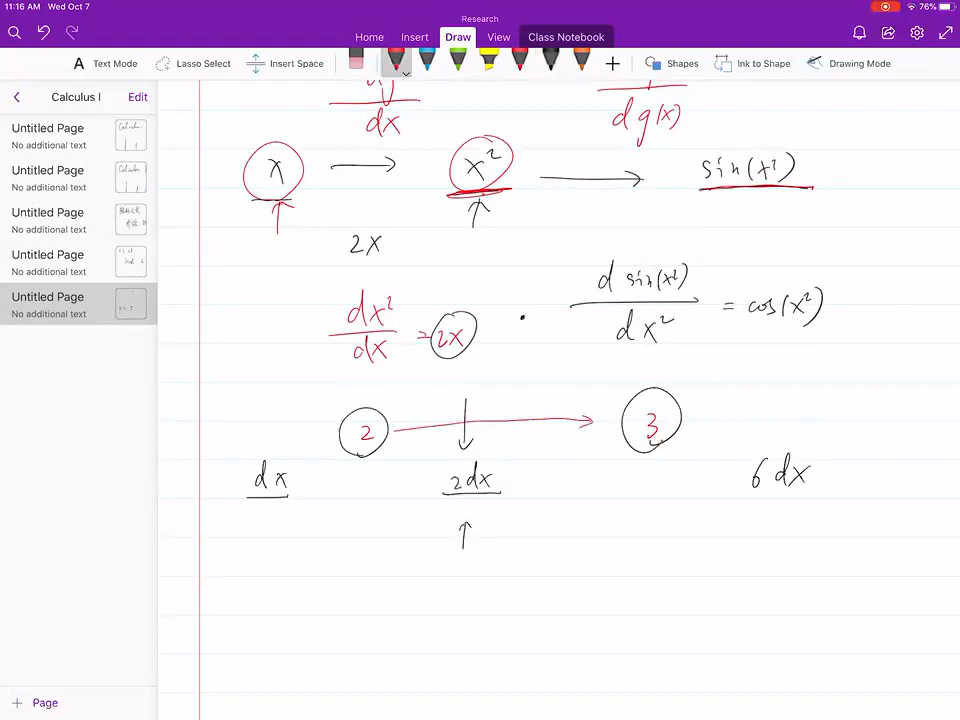 11:16 AM Wed Oct 7
76%
Research
Home Insert Draw View Class Notebook
Text Mode Lasso Select Insert Space Shapes Ink to Shape Drawing Mode
Calculus I Edit
Untitled Page
No additional text
Untitled Page
No additional text
Untitled Page
No additional text
Untitled Page
No additional text
Untitled Page
No additional text
Page
dx
dg(x)
x → x² → sin(x²)
2x
dx²/dx = 2x · d sin(x²)/dx² = cos(x²)
2 → 3
dx 2dx 6dx